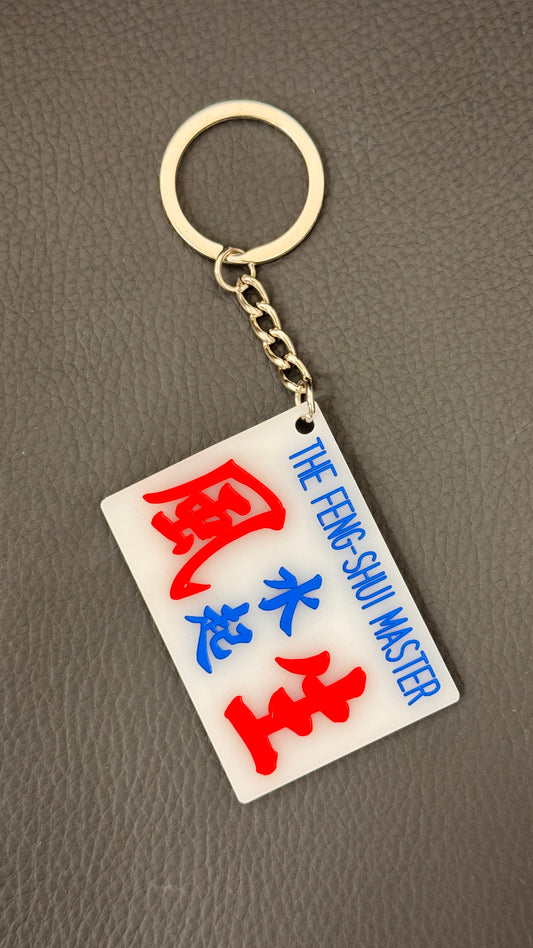 THE FENG-SHUI MASTER
風生水起